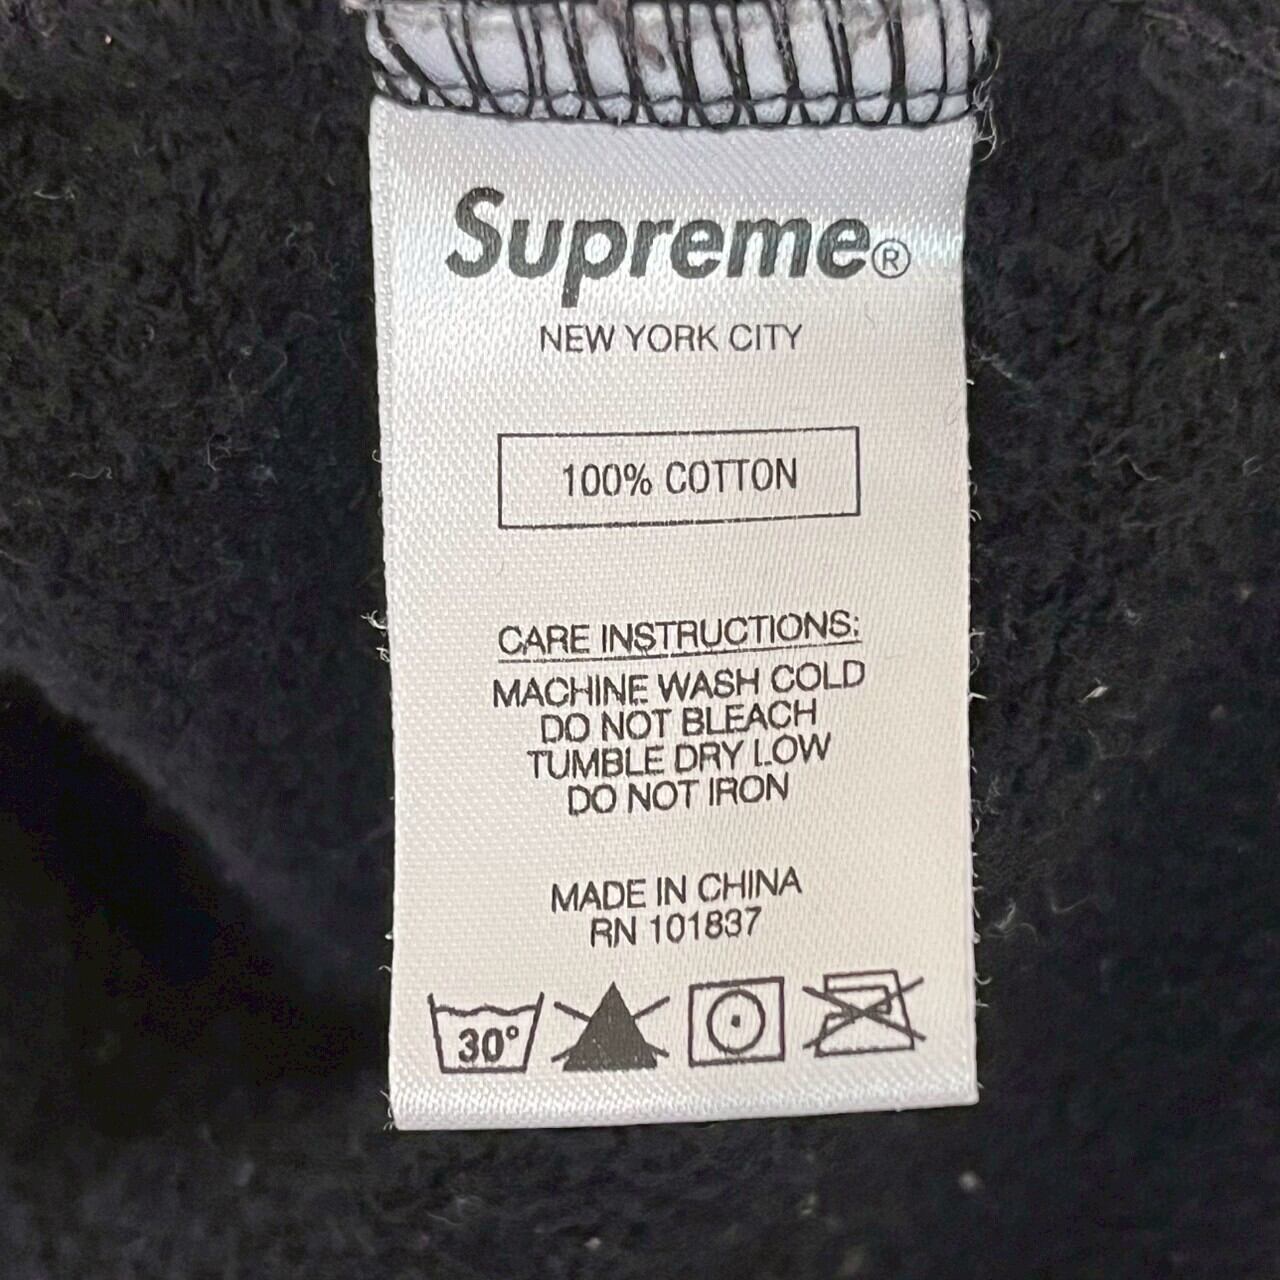 Supreme®
NEW YORK CITY
100% COTTON
CARE INSTRUCTIONS:
MACHINE WASH COLD
DO NOT BLEACH
TUMBLE DRY LOW
DO NOT IRON
MADE IN CHINA
RN 101837
30°